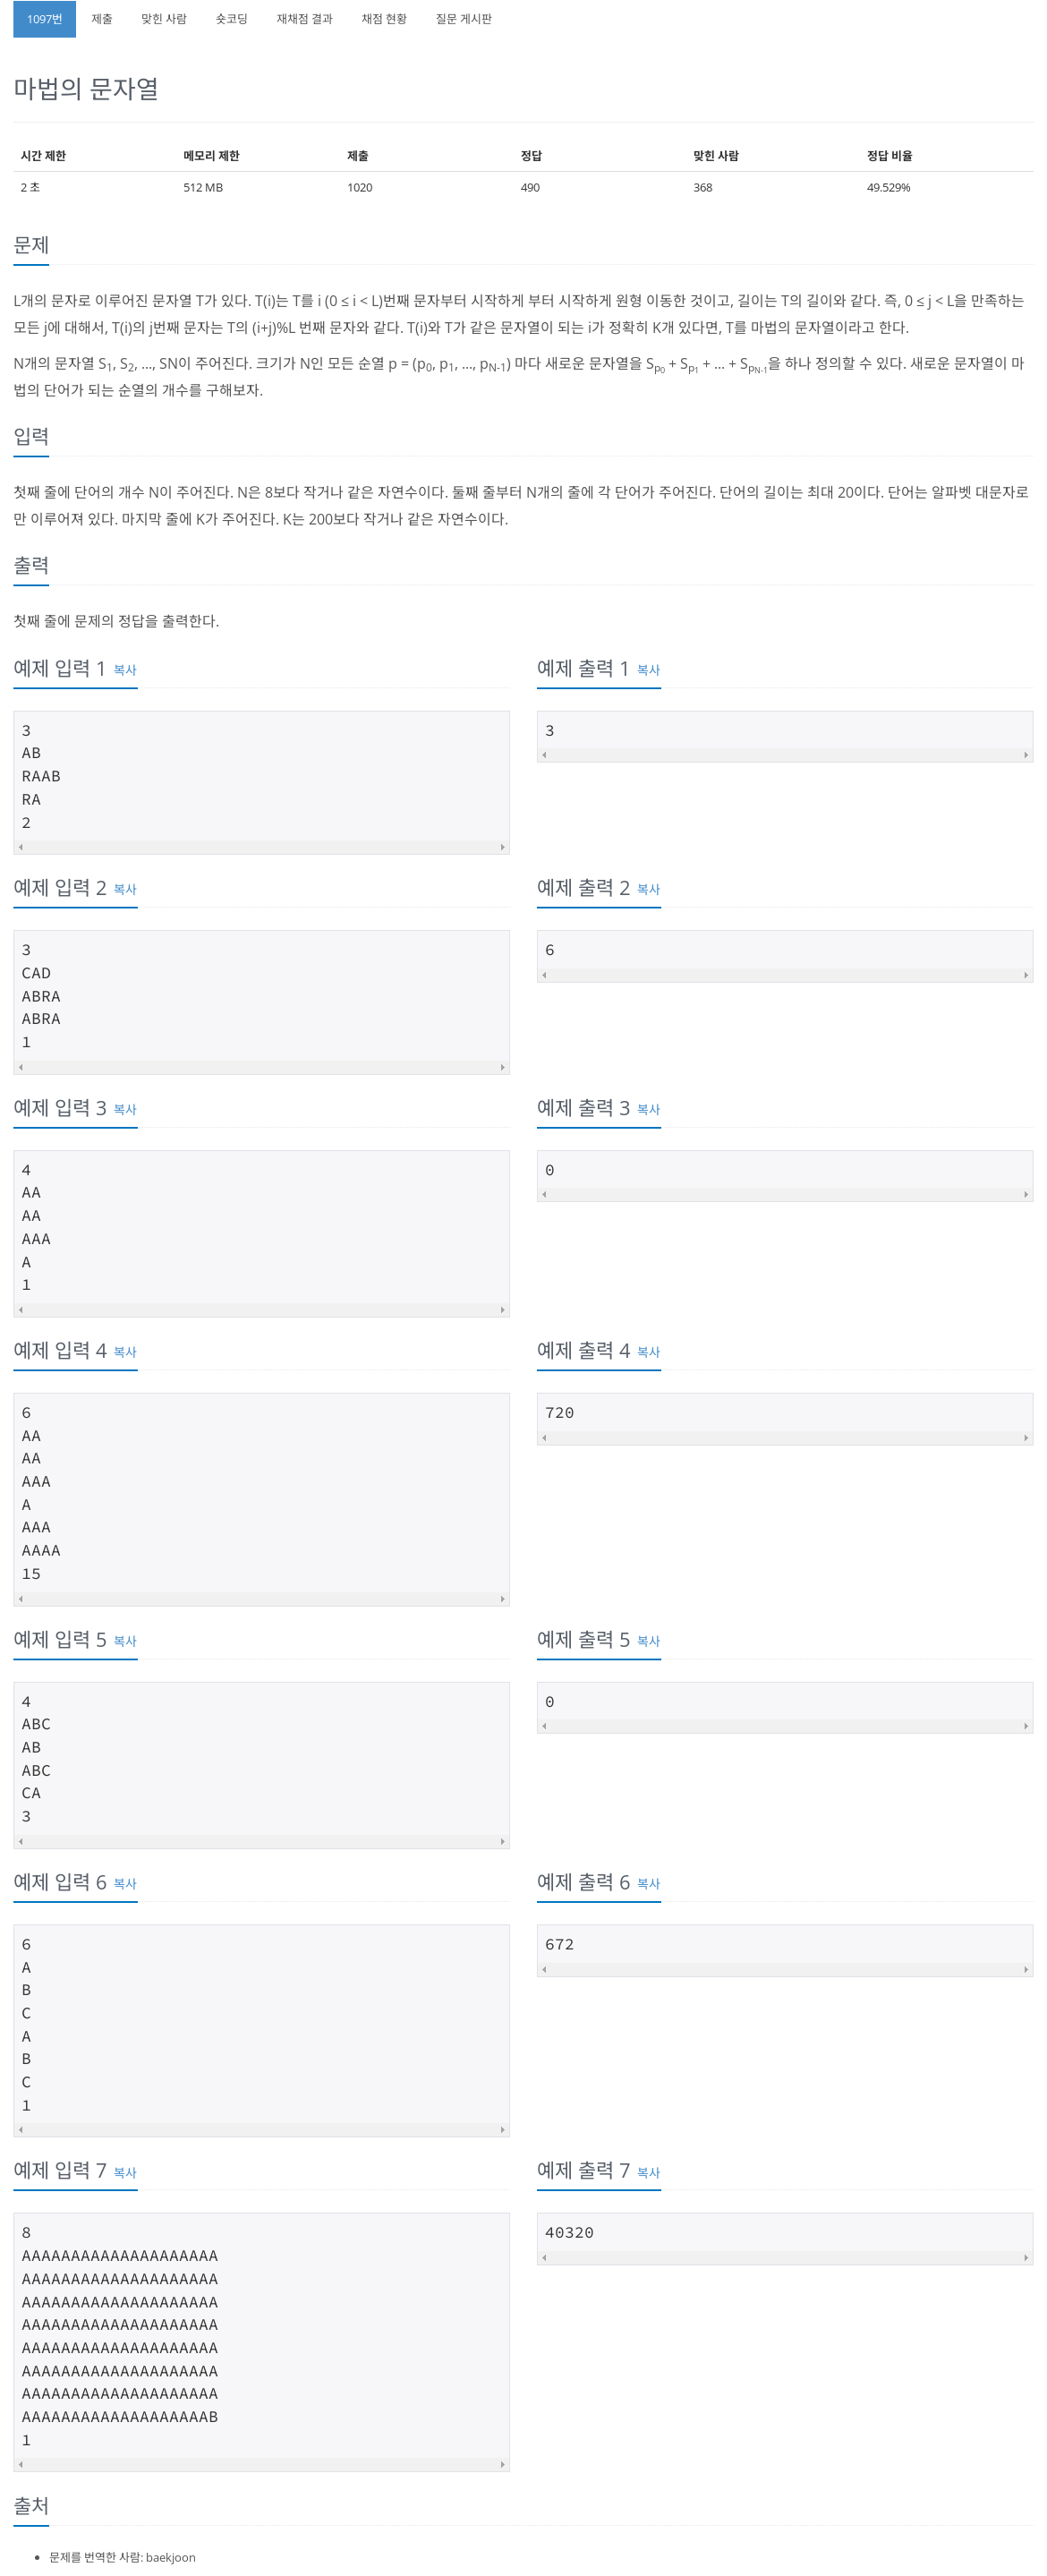 1097번 제출 맞힌 사람 숏코딩 재채점 결과 채점 현황 질문 게시판
마법의 문자열
시간 제한 메모리 제한 제출 정답 맞힌 사람 정답 비율
2 초 512 MB 1020 490 368 49.529%
문제
L개의 문자로 이루어진 문자열 T가 있다. T(i)는 T를 i (0 ≤ i < L)번째 문자부터 시작하게 부터 시작하게 원형 이동한 것이고, 길이는 T의 길이와 같다. 즉, 0 ≤ j < L을 만족하는
모든 j에 대해서, T(i)의 j번째 문자는 T의 (i+j)%L 번째 문자와 같다. T(i)와 T가 같은 문자열이 되는 i가 정확히 K개 있다면, T를 마법의 문자열이라고 한다.
N개의 문자열 S1, S2, ..., SN이 주어진다. 크기가 N인 모든 순열 p = (p0, p1, ..., pN-1) 마다 새로운 문자열을 Sp0 + Sp1 + ... + SpN-1을 하나 정의할 수 있다. 새로운 문자열이 마
법의 단어가 되는 순열의 개수를 구해보자.
입력
첫째 줄에 단어의 개수 N이 주어진다. N은 8보다 작거나 같은 자연수이다. 둘째 줄부터 N개의 줄에 각 단어가 주어진다. 단어의 길이는 최대 20이다. 단어는 알파벳 대문자로
만 이루어져 있다. 마지막 줄에 K가 주어진다. K는 200보다 작거나 같은 자연수이다.
출력
첫째 줄에 문제의 정답을 출력한다.
예제 입력 1 복사
3
AB
RAAB
RA
2
예제 출력 1 복사
3
예제 입력 2 복사
3
CAD
ABRA
ABRA
1
예제 출력 2 복사
6
예제 입력 3 복사
4
AA
AA
AAA
A
1
예제 출력 3 복사
0
예제 입력 4 복사
6
AA
AA
AAA
A
AAA
AAAA
15
예제 출력 4 복사
720
예제 입력 5 복사
4
ABC
AB
ABC
CA
3
예제 출력 5 복사
0
예제 입력 6 복사
6
A
B
C
A
B
C
1
예제 출력 6 복사
672
예제 입력 7 복사
8
AAAAAAAAAAAAAAAAAAAA
AAAAAAAAAAAAAAAAAAAA
AAAAAAAAAAAAAAAAAAAA
AAAAAAAAAAAAAAAAAAAA
AAAAAAAAAAAAAAAAAAAA
AAAAAAAAAAAAAAAAAAAA
AAAAAAAAAAAAAAAAAAAA
AAAAAAAAAAAAAAAAAAAB
1
예제 출력 7 복사
40320
출처
문제를 번역한 사람: baekjoon